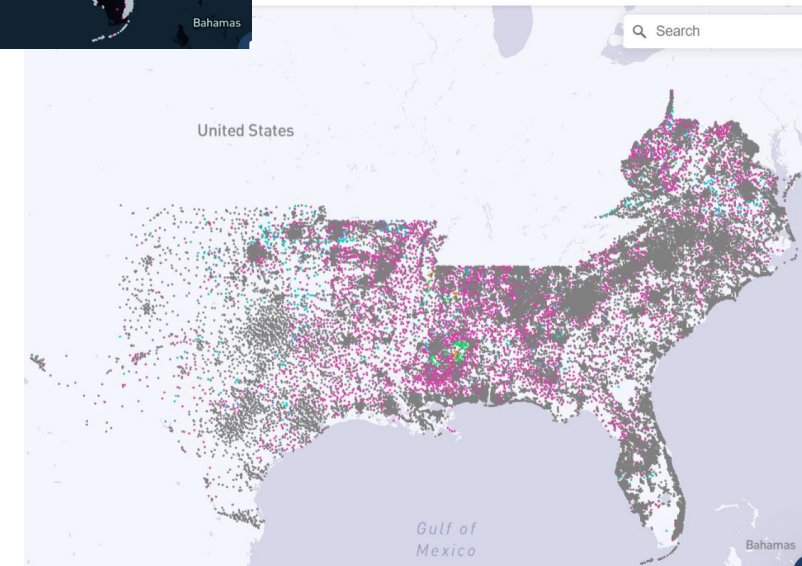 Bahamas
Search
United States
Gulf of
Mexico
Bahamas